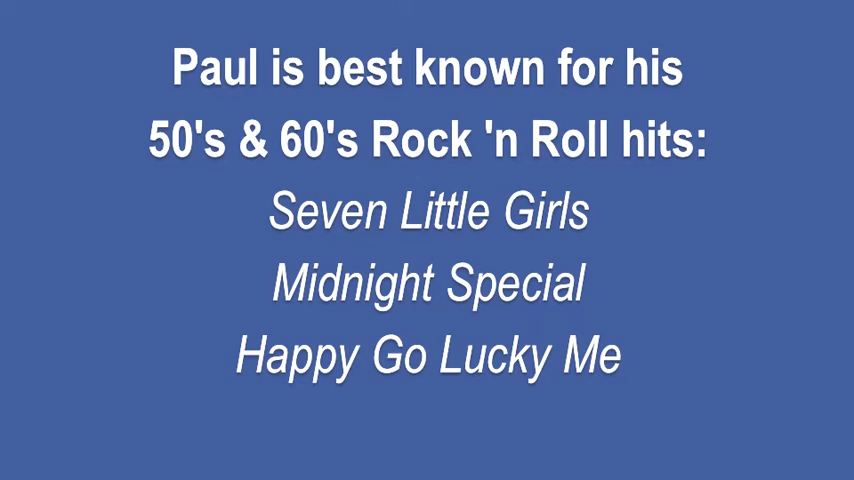 Paul is best known for his
50's & 60's Rock 'n Roll hits:
Seven Little Girls
Midnight Special
Happy Go Lucky Me